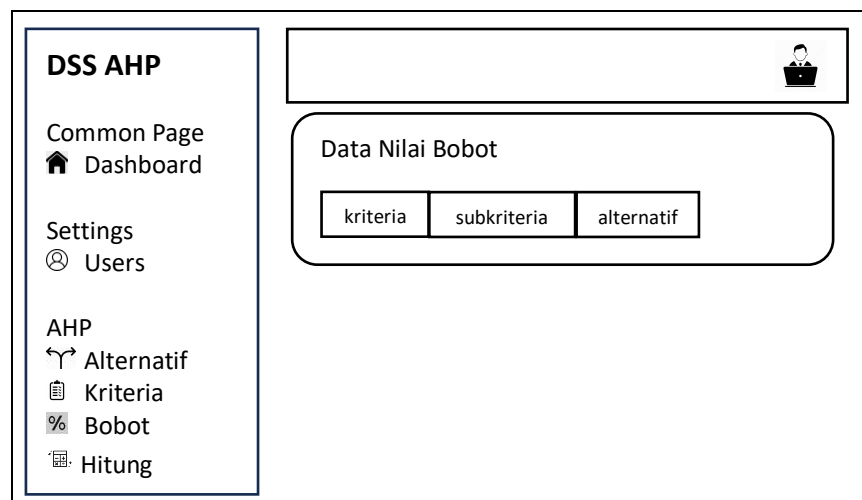 DSS AHP
Common Page
Dashboard
Settings
Users
AHP
Alternatif
Kriteria
% Bobot
Hitung
Data Nilai Bobot
kriteria subkriteria alternatif